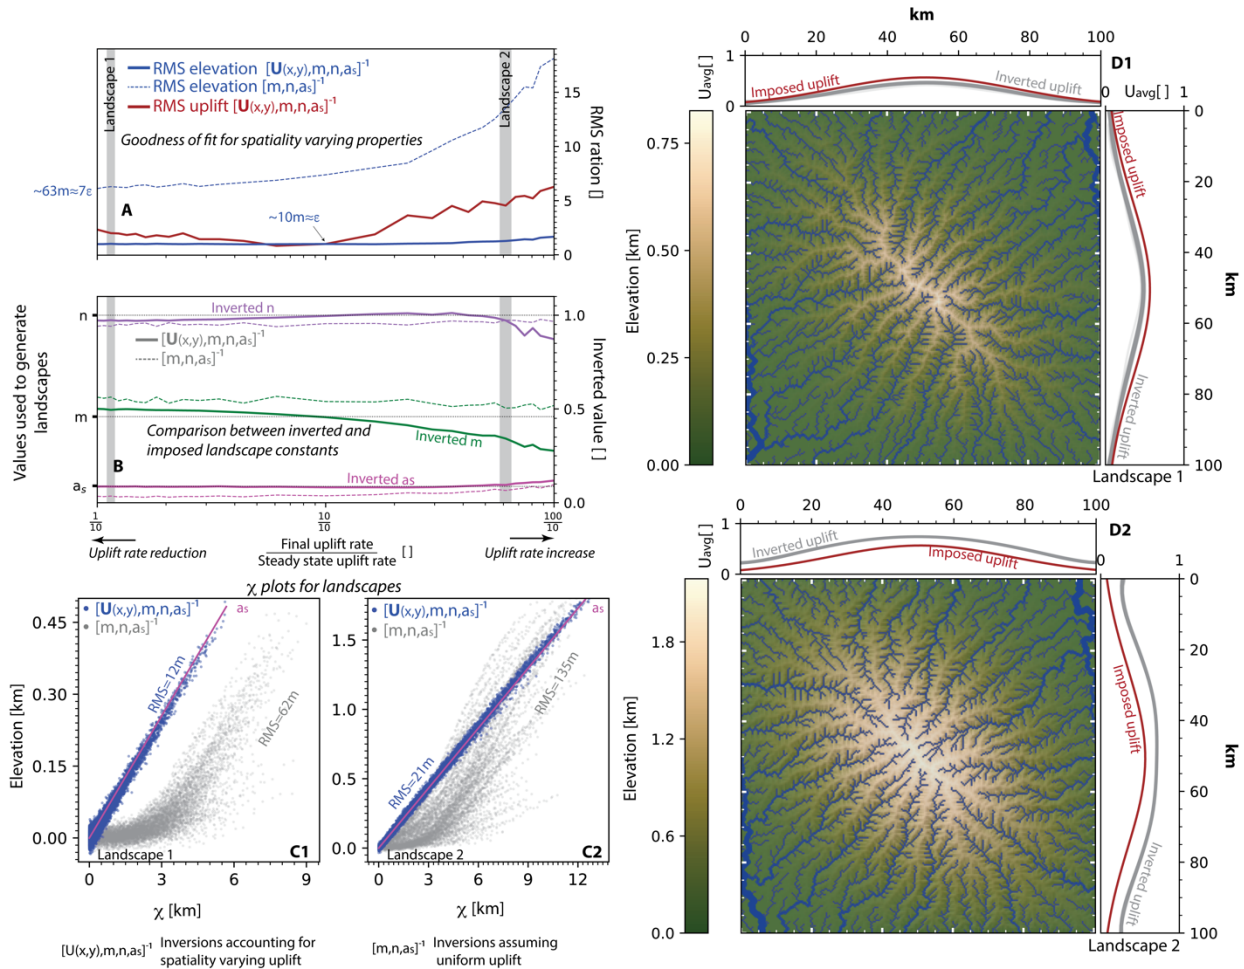 RMS elevation [U(x,y),m,n,aₛ]⁻¹
RMS elevation [m,n,aₛ]⁻¹
RMS uplift [U(x,y),m,n,aₛ]⁻¹
Goodness of fit for spatiality varying properties
Landscape 1
Landscape 2
~63m≈7ε
~10m≈ε
A
15
10
5
0
RMS ration []
Values used to generate
landscapes
n
m
aₛ
Inverted n
[U(x,y),m,n,aₛ]⁻¹
[m,n,aₛ]⁻¹
Comparison between inverted and
imposed landscape constants
Inverted m
Inverted as
B
1.0
0.5
0.0
Inverted value []
1
10
10
10
100
10
Uplift rate reduction
Final uplift rate
Steady state uplift rate
[ ]
Uplift rate increase
χ plots for landscapes
[U(x,y),m,n,aₛ]⁻¹
[m,n,aₛ]⁻¹
aₛ
RMS=12m
RMS=62m
0.45
0.30
0.15
0.00
Elevation [km]
Landscape 1
C1
0 3 6 9
χ [km]
[U(x,y),m,n,aₛ]⁻¹
[m,n,aₛ]⁻¹
aₛ
RMS=21m
RMS=135m
1.5
1.0
0.5
0.0
Landscape 2
C2
0 3 6 9 12
χ [km]
[U(x,y),m,n,aₛ]⁻¹ Inversions accounting for
spatiality varying uplift
[m,n,aₛ]⁻¹ Inversions assuming
uniform uplift
km
0 20 40 60 80 100
1
0
Uavg[ ]
Imposed uplift
Inverted uplift
D1
0 Uavg[ ] 1
Imposed uplift
Inverted uplift
0
20
40
60
80
100
km
Landscape 1
0.75
0.50
0.25
0.00
Elevation [km]
0 20 40 60 80 100
1
0
Uavg[ ]
Inverted uplift
Imposed uplift
D2
0 1
Imposed uplift
Inverted uplift
0
20
40
60
80
100
km
Landscape 2
1.8
1.2
0.6
0.0
Elevation [km]